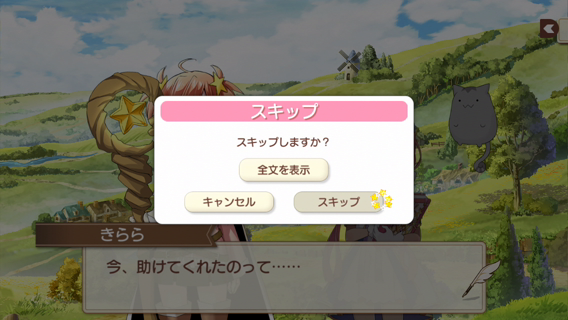 スキップ
スキップしますか？
全文を表示
キャンセル
スキップ
きらら
今、助けてくれたのって……